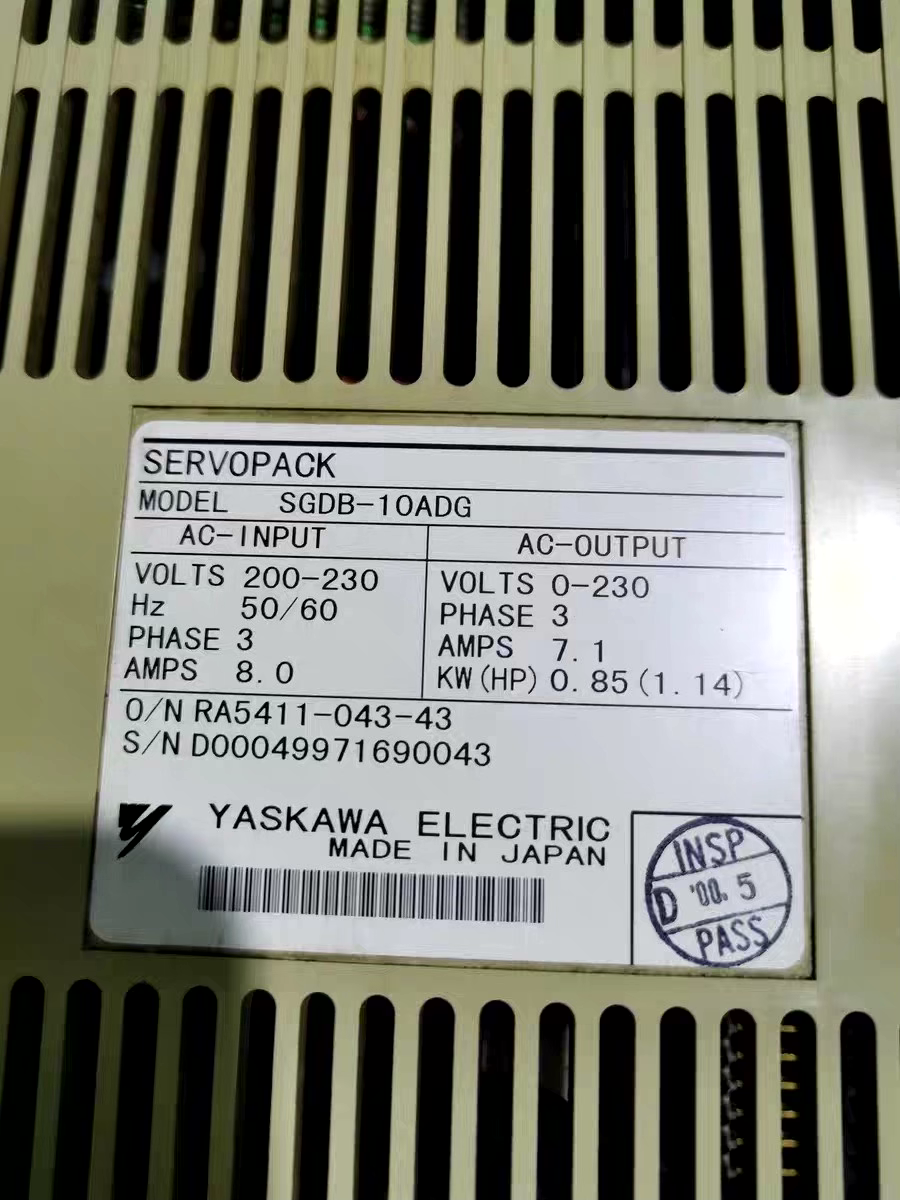 SERVOPACK
MODEL SGDB-10ADG
AC-INPUT
VOLTS 200-230
Hz 50/60
PHASE 3
AMPS 8.0
AC-OUTPUT
VOLTS 0-230
PHASE 3
AMPS 7.1
KW(HP) 0.85(1.14)
O/N RA5411-043-43
S/N D00049971690043
YASKAWA ELECTRIC
MADE IN JAPAN
INSP
D '00.5
PASS